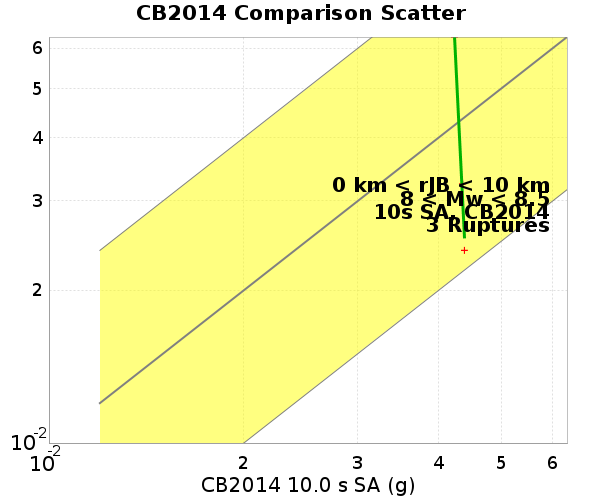 CB2014 Comparison Scatter
6
5
4
3
2
10-2
10-2
2
3
4
5
6
0 km < rJB < 10 km
8 < Mw < 8.5
10s SA, CB2014
3 Ruptures
CB2014 10.0 s SA (g)